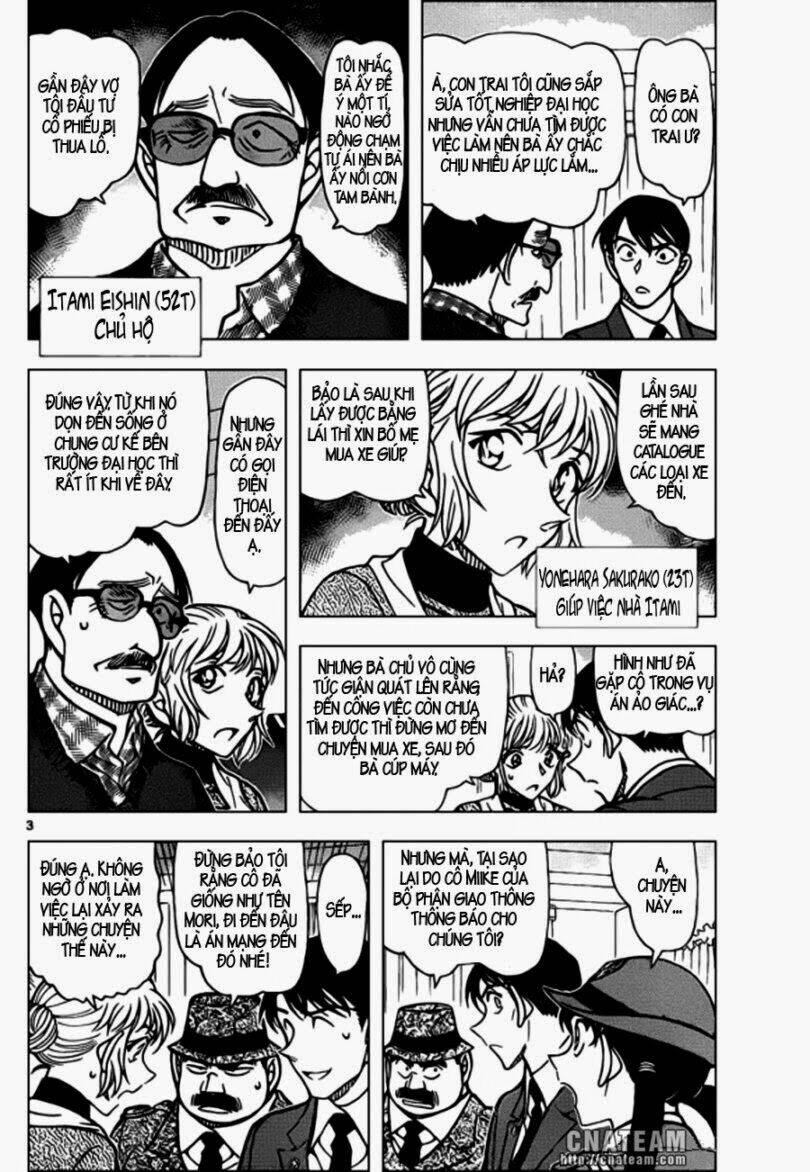 ÔNG BÀ
CÓ CON
TRAI Ư?
À, CON TRAI TÔI CŨNG SẮP
SỬA TỐT NGHIỆP ĐẠI HỌC
NHƯNG VẪN CHƯA TÌM ĐƯỢC
VIỆC LÀM NÊN BÀ ẤY CHẮC
CHỊU NHIỀU ÁP LỰC LẮM...
TÔI NHẮC
BÀ ẤY ĐỂ
Ý MỘT TÍ,
NÀO NGỜ
ĐỘNG CHẠM
TỰ ÁI NÊN BÀ
ẤY NỔI CƠN
TAM BÀNH.
GẦN ĐÂY VỢ
TÔI ĐẦU TƯ
CỔ PHIẾU BỊ
THUA LỖ.
ITAMI EISHIN (52T)
CHỦ HỘ
LẦN SAU
GHÉ NHÀ
SẼ MANG
CATALOGUE
CÁC LOẠI XE
ĐẾN.
BẢO LÀ SAU KHI
LẤY ĐƯỢC BẰNG
LÁI THÌ XIN BỐ MẸ
MUA XE GIÚP.
YONEHARA SAKURAKO (23T)
GIÚP VIỆC NHÀ ITAMI
NHƯNG
GẦN ĐÂY
CÓ GỌI
ĐIỆN
THOẠI
ĐẾN ĐẤY
Ạ.
ĐÚNG VẬY. TỪ KHI NÓ
DỌN ĐẾN SỐNG Ở
CHUNG CƯ KẾ BÊN
TRƯỜNG ĐẠI HỌC THÌ
RẤT ÍT KHI VỀ ĐÂY.
HÌNH NHƯ ĐÃ
GẶP CÔ TRONG VỤ
ÁN ẢO GIÁC...?
HẢ?
NHƯNG BÀ CHỦ VÔ CÙNG
TỨC GIẬN QUÁT LÊN RẰNG
ĐẾN CÔNG VIỆC CÒN CHƯA
TÌM ĐƯỢC THÌ ĐỪNG MƠ ĐẾN
CHUYỆN MUA XE, SAU ĐÓ
BÀ CÚP MÁY.
3
A,
CHUYỆN
NÀY...
NHƯNG MÀ, TẠI SAO
LẠI DO CÔ MIIKE CỦA
BỘ PHẬN GIAO THÔNG
THÔNG BÁO CHO
CHÚNG TÔI?
SẾP...
ĐỪNG BẢO TÔI
RẰNG CÔ ĐÃ
GIỐNG NHƯ TÊN
MORI, ĐI ĐẾN ĐÂU
LÀ ÁN MẠNG ĐẾN
ĐÓ NHÉ!
ĐÚNG Ạ. KHÔNG
NGỜ Ở NƠI LÀM
VIỆC LẠI XẢY RA
NHỮNG CHUYỆN
THẾ NÀY...
CNATEAM
http://cnateam.com